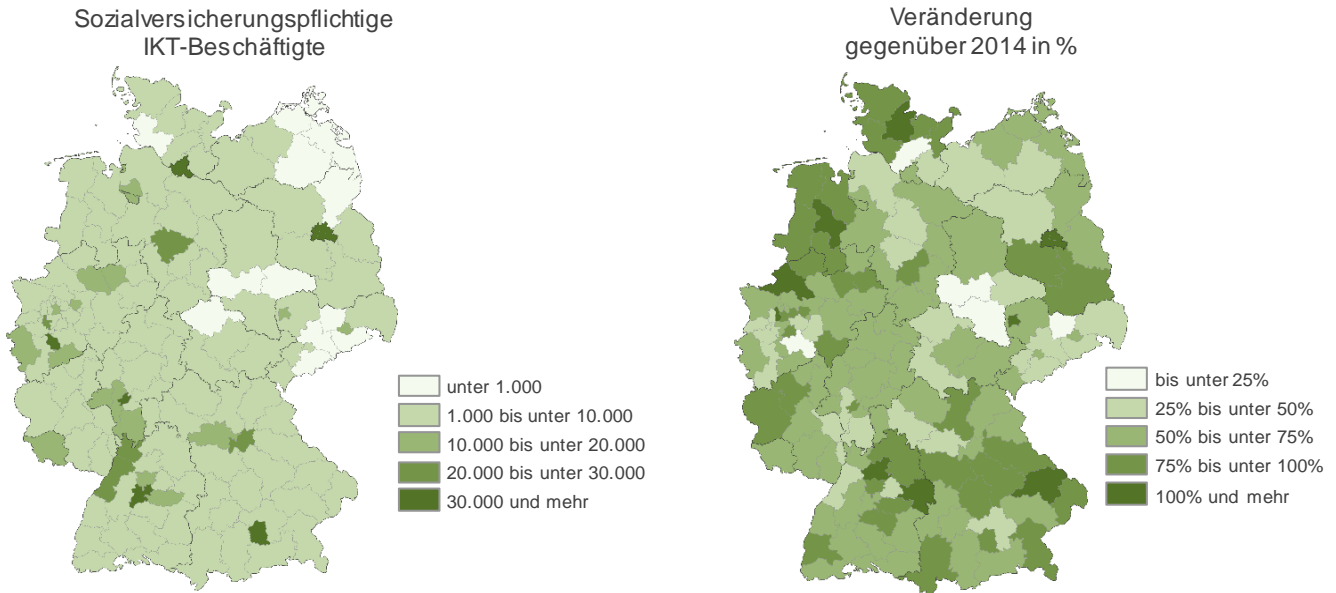 Sozialversicherungspflichtige
IKT-Beschäftigte
unter 1.000
1.000 bis unter 10.000
10.000 bis unter 20.000
20.000 bis unter 30.000
30.000 und mehr
Veränderung
gegenüber 2014 in %
bis unter 25%
25% bis unter 50%
50% bis unter 75%
75% bis unter 100%
100% und mehr